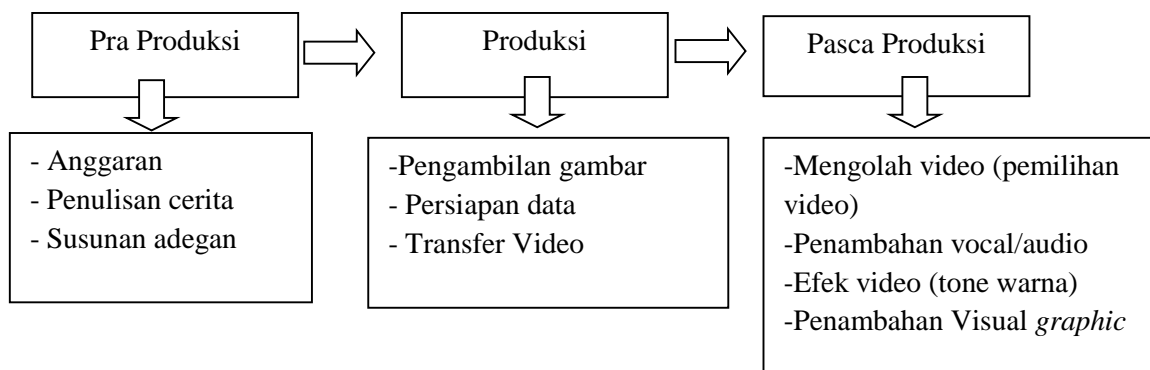 Pra Produksi
Produksi
Pasca Produksi
- Anggaran
- Penulisan cerita
- Susunan adegan
-Pengambilan gambar
- Persiapan data
- Transfer Video
-Mengolah video (pemilihan
video)
-Penambahan vocal/audio
-Efek video (tone warna)
-Penambahan Visual graphic